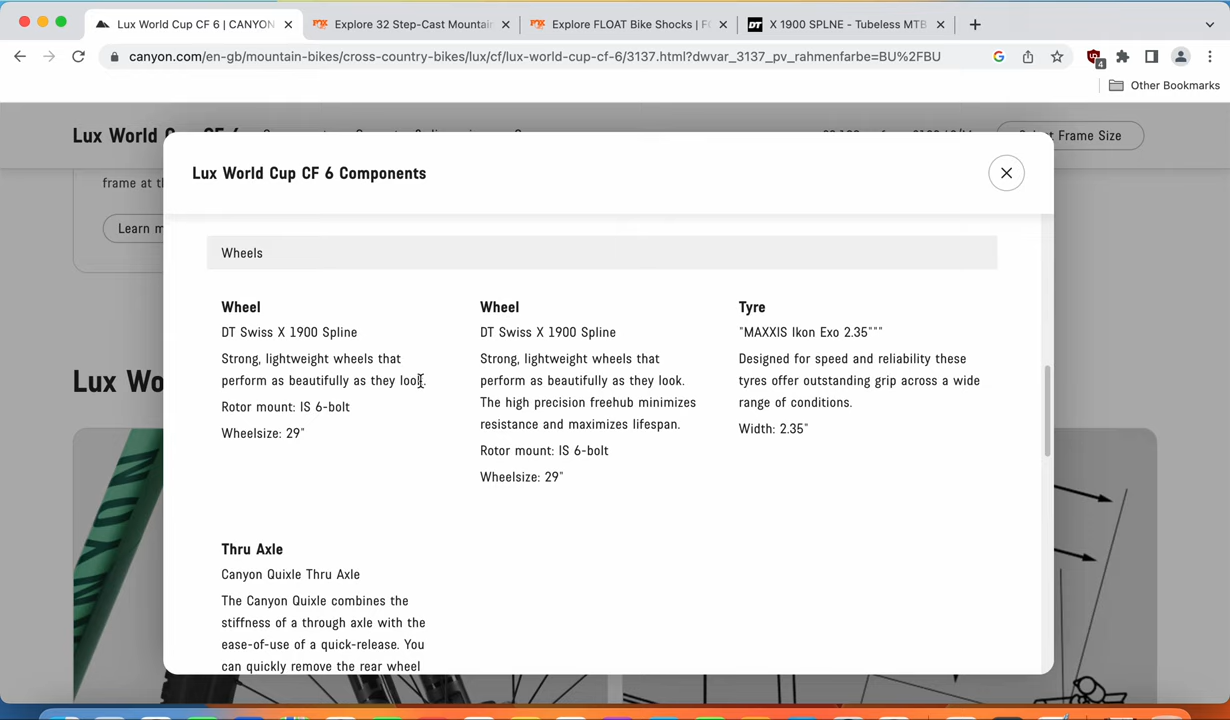 Lux World Cup CF 6 | CANYON
Explore 32 Step-Cast Mountai
Explore FLOAT Bike Shocks | F
X 1900 SPLNE - Tubeless MTB
canyon.com/en-gb/mountain-bikes/cross-country-bikes/lux/cf/lux-world-cup-cf-6/3137.html?dwvar_3137_pv_rahmenfarbe=BU%2FBU
4
Other Bookmarks
Lux World Cup CF 6
Select Frame Size
frame at th
Learn m
Lux World Cup CF 6 Components
Wheels
Wheel
DT Swiss X 1900 Spline
Strong, lightweight wheels that
perform as beautifully as they look.
Rotor mount: IS 6-bolt
Wheelsize: 29"
Wheel
DT Swiss X 1900 Spline
Strong, lightweight wheels that
perform as beautifully as they look.
The high precision freehub minimizes
resistance and maximizes lifespan.
Rotor mount: IS 6-bolt
Wheelsize: 29"
Tyre
"MAXXIS Ikon Exo 2.35"""
Designed for speed and reliability these
tyres offer outstanding grip across a wide
range of conditions.
Width: 2.35"
Thru Axle
Canyon Quixle Thru Axle
The Canyon Quixle combines the
stiffness of a through axle with the
ease-of-use of a quick-release. You
can quickly remove the rear wheel
Lux Wo